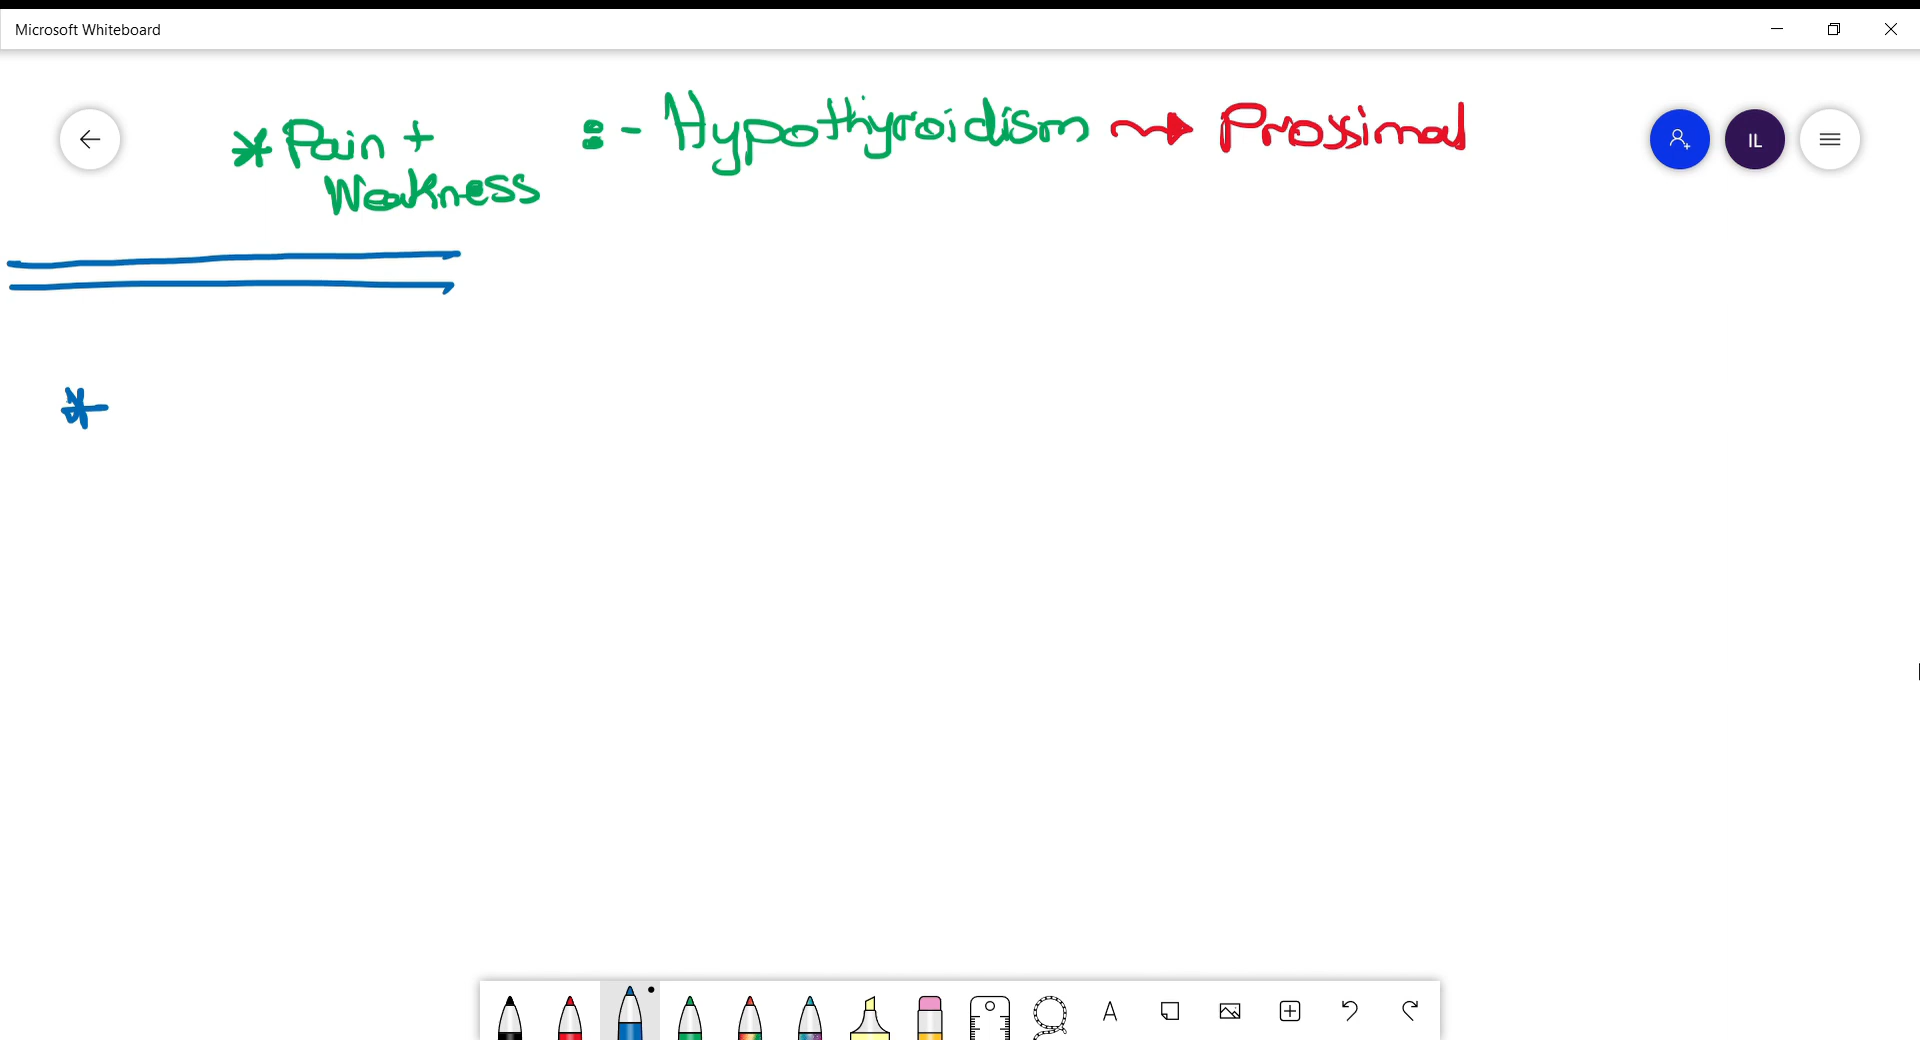 Microsoft Whiteboard
* Pain + :- Hypothyroidism → Proximal
Weakness
IL
*
A